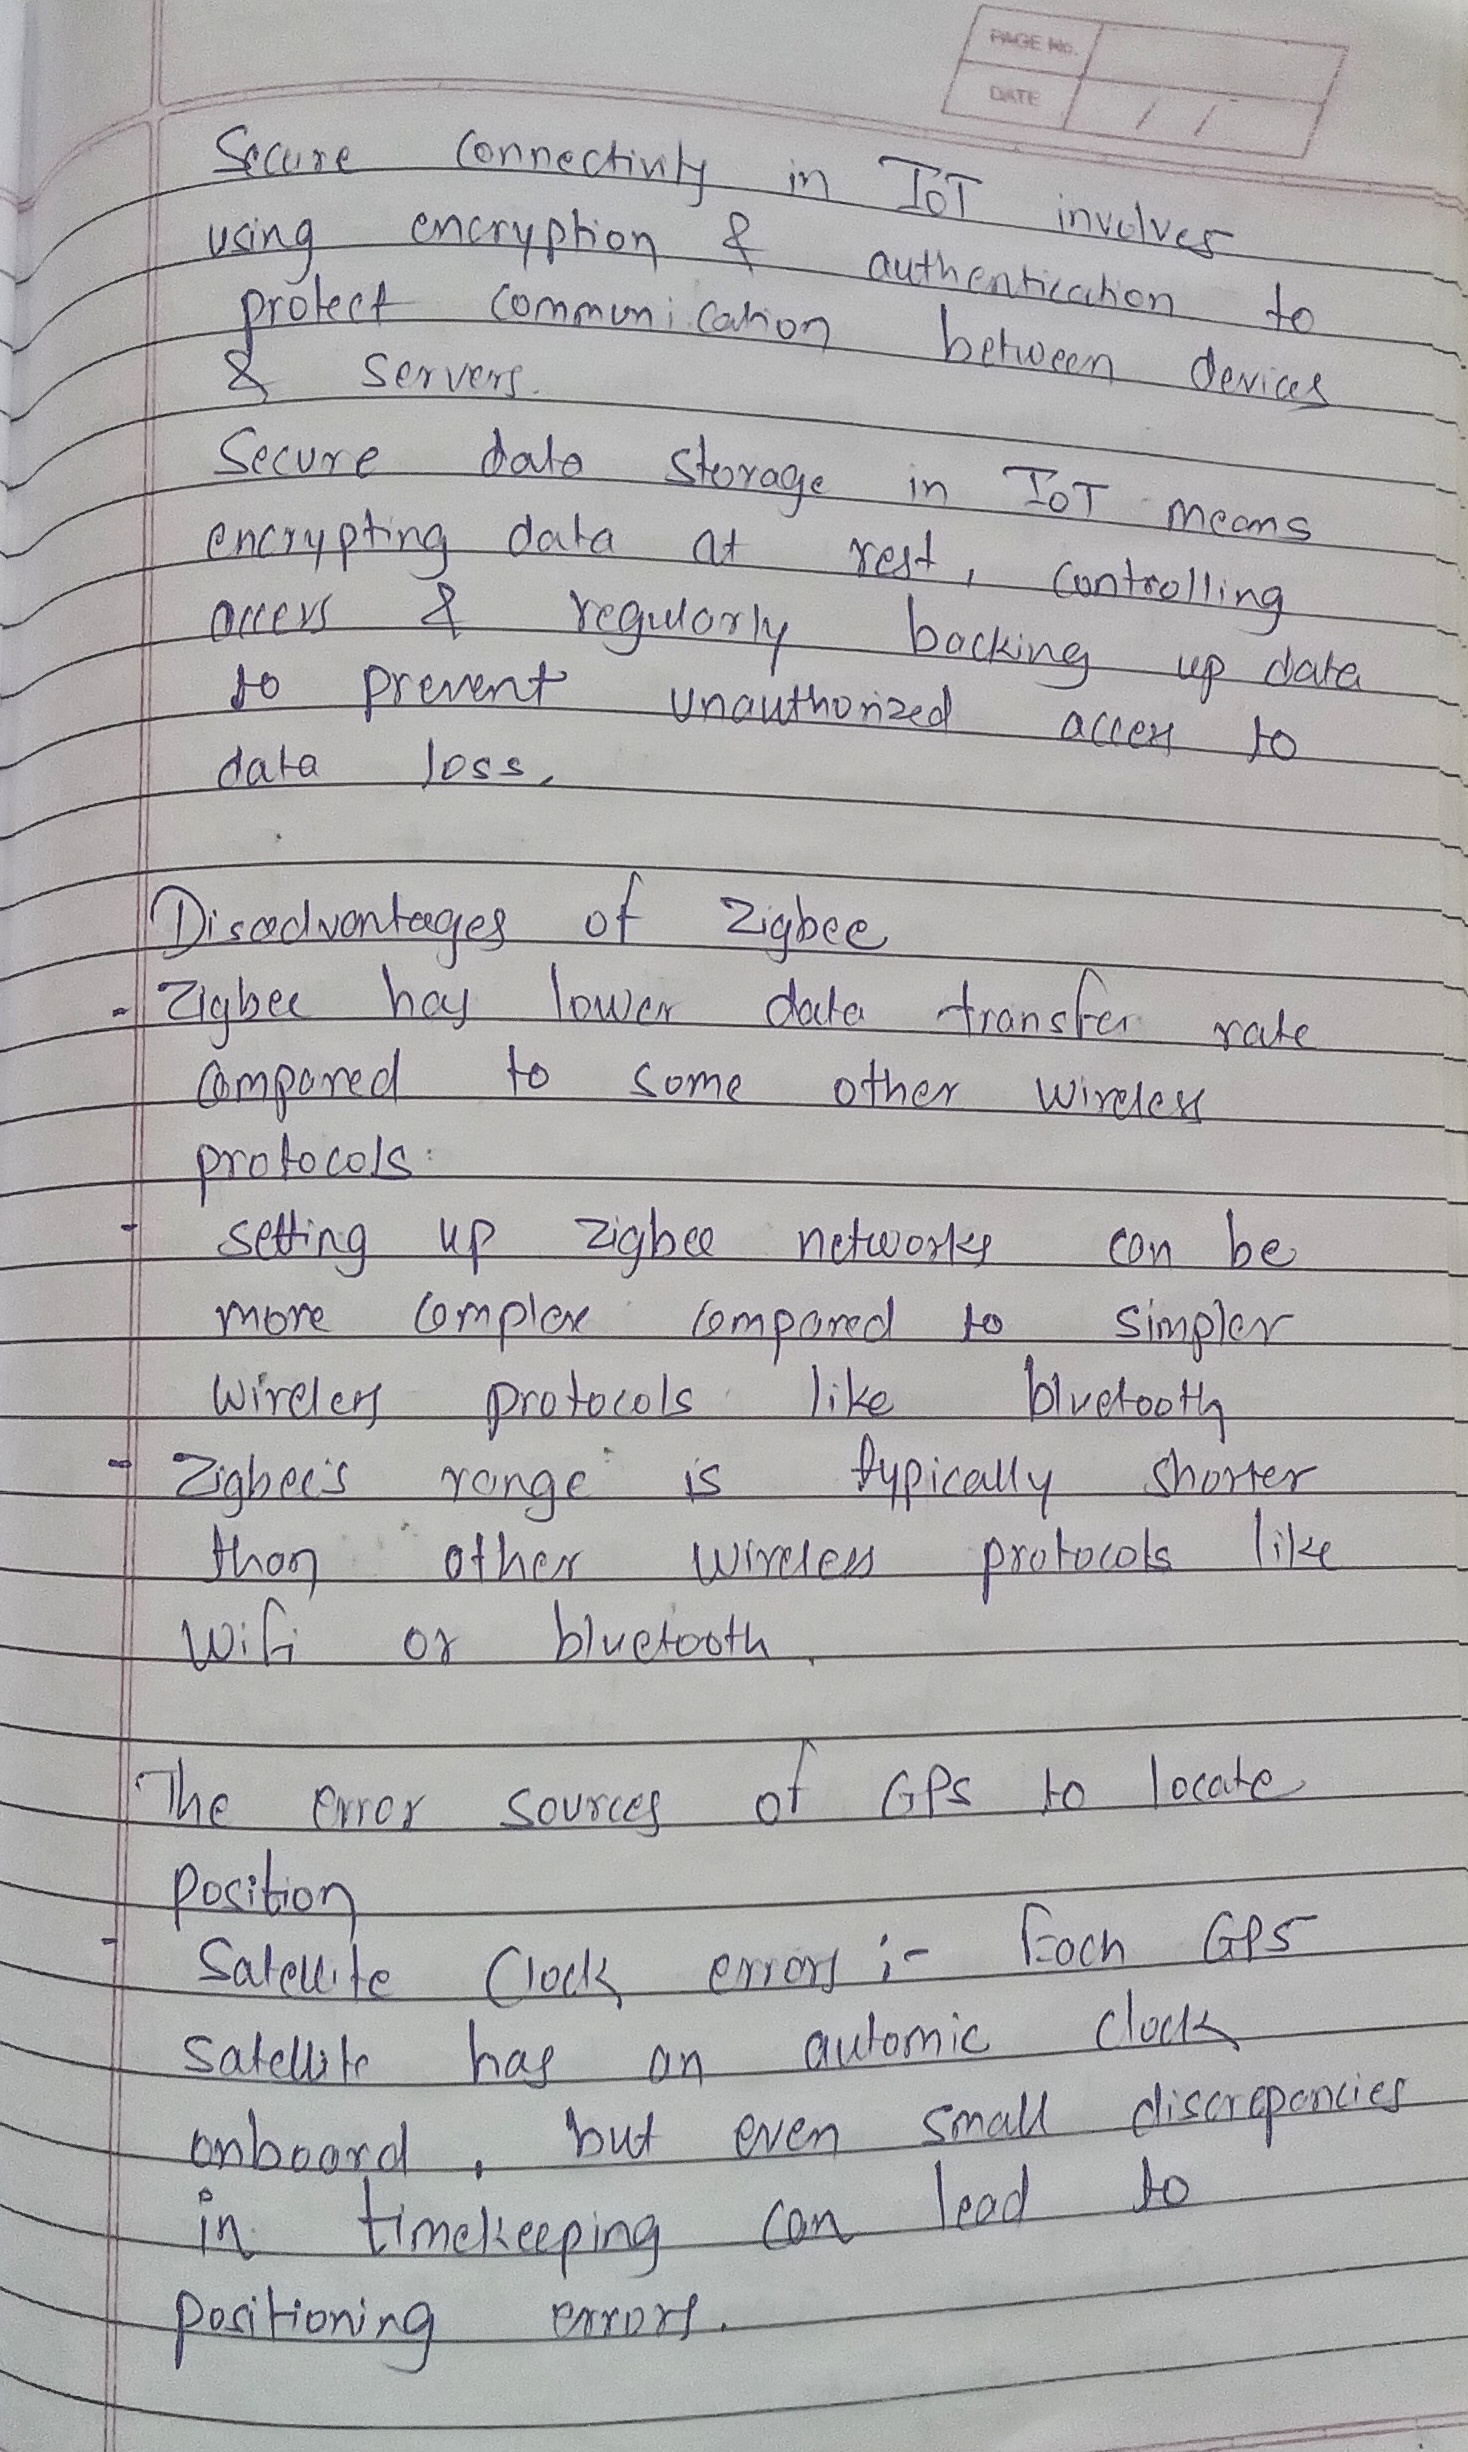 PAGE No.
DATE / /
Secure connectivity in IoT involves
using encryption & authentication to
protect communication between devices
& servers.
Secure data storage in IoT means
encrypting data at rest, controlling
access & regularly backing up data
to prevent unauthorized access to
data loss.
Disadvantages of Zigbee
- Zigbee has lower data transfer rate
compared to some other wireless
protocols.
- setting up zigbee networks can be
more complex compared to simpler
wireless protocols like bluetooth
- Zigbee's range is typically shorter
than other wireless protocols like
Wifi or bluetooth.
The error sources of GPS to locate
position
- Satellite Clock errors :- Each GPS
satellite has an automic clock
onboard, but even small discrepancies
in timekeeping can lead to
positioning errors.